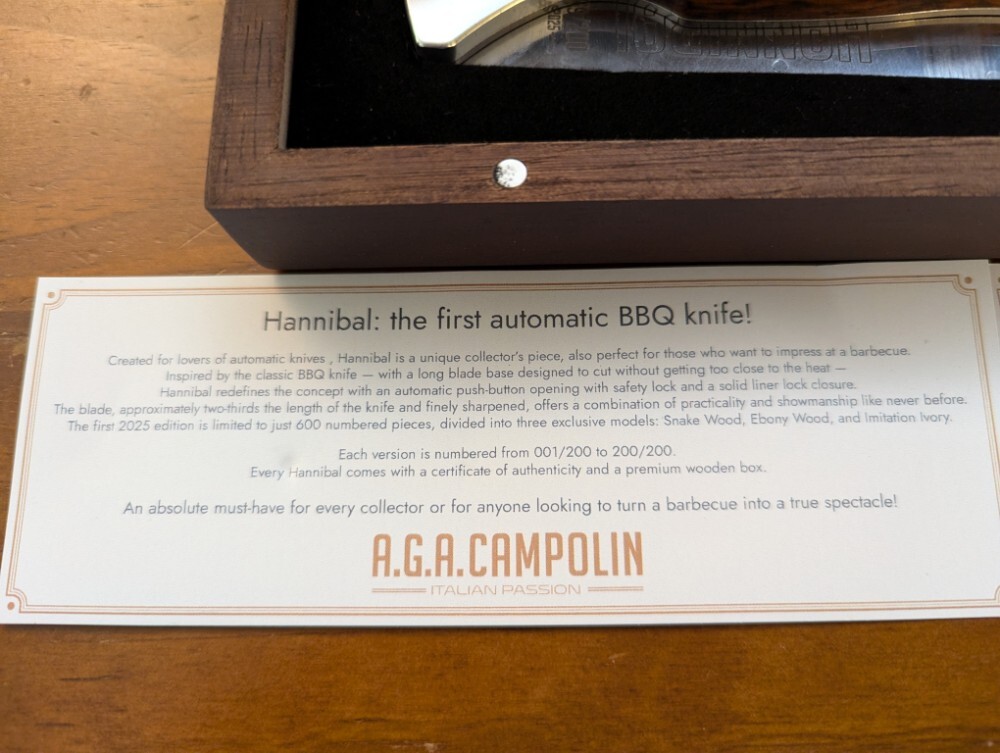 Hannibal: the first automatic BBQ knife!
Created for lovers of automatic knives , Hannibal is a unique collector's piece, also perfect for those who want to impress at a barbecue.
Inspired by the classic BBQ knife — with a long blade base designed to cut without getting too close to the heat —
Hannibal redefines the concept with an automatic push-button opening with safety lock and a solid liner lock closure.
The blade, approximately two-thirds the length of the knife and finely sharpened, offers a combination of practicality and showmanship like never before.
The first 2025 edition is limited to just 600 numbered pieces, divided into three exclusive models: Snake Wood, Ebony Wood, and Imitation Ivory.
Each version is numbered from 001/200 to 200/200.
Every Hannibal comes with a certificate of authenticity and a premium wooden box.
An absolute must-have for every collector or for anyone looking to turn a barbecue into a true spectacle!
A.G.A.CAMPOLIN
ITALIAN PASSION